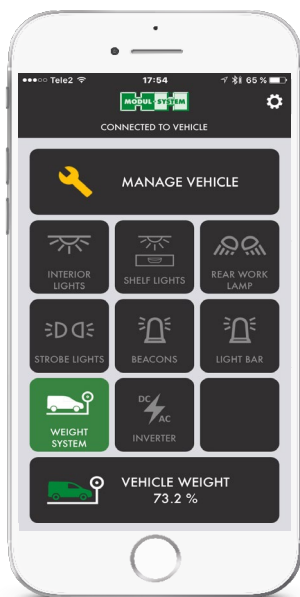 Tele2 17:54 65 %
MODUL-SYSTEM
CONNECTED TO VEHICLE
MANAGE VEHICLE
INTERIOR
LIGHTS
SHELF LIGHTS
REAR WORK
LAMP
STROBE LIGHTS
BEACONS
LIGHT BAR
WEIGHT
SYSTEM
DC
AC
INVERTER
VEHICLE WEIGHT
73.2 %